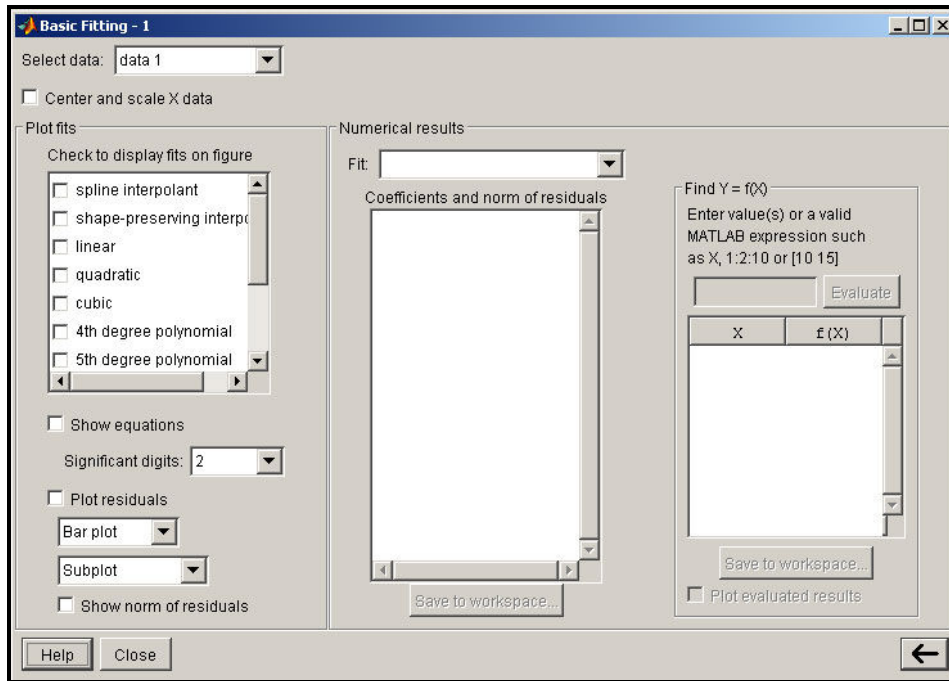 Basic Fitting - 1
Select data: data 1
Center and scale X data
Plot fits
Check to display fits on figure
spline interpolant
shape-preserving interpo
linear
quadratic
cubic
4th degree polynomial
5th degree polynomial
Show equations
Significant digits: 2
Plot residuals
Bar plot
Subplot
Show norm of residuals
Numerical results
Fit:
Coefficients and norm of residuals
Save to workspace...
Find Y = f(X)
Enter value(s) or a valid
MATLAB expression such
as X, 1:2:10 or [10 15]
Evaluate
X f(X)
Save to workspace...
Plot evaluated results
Help Close